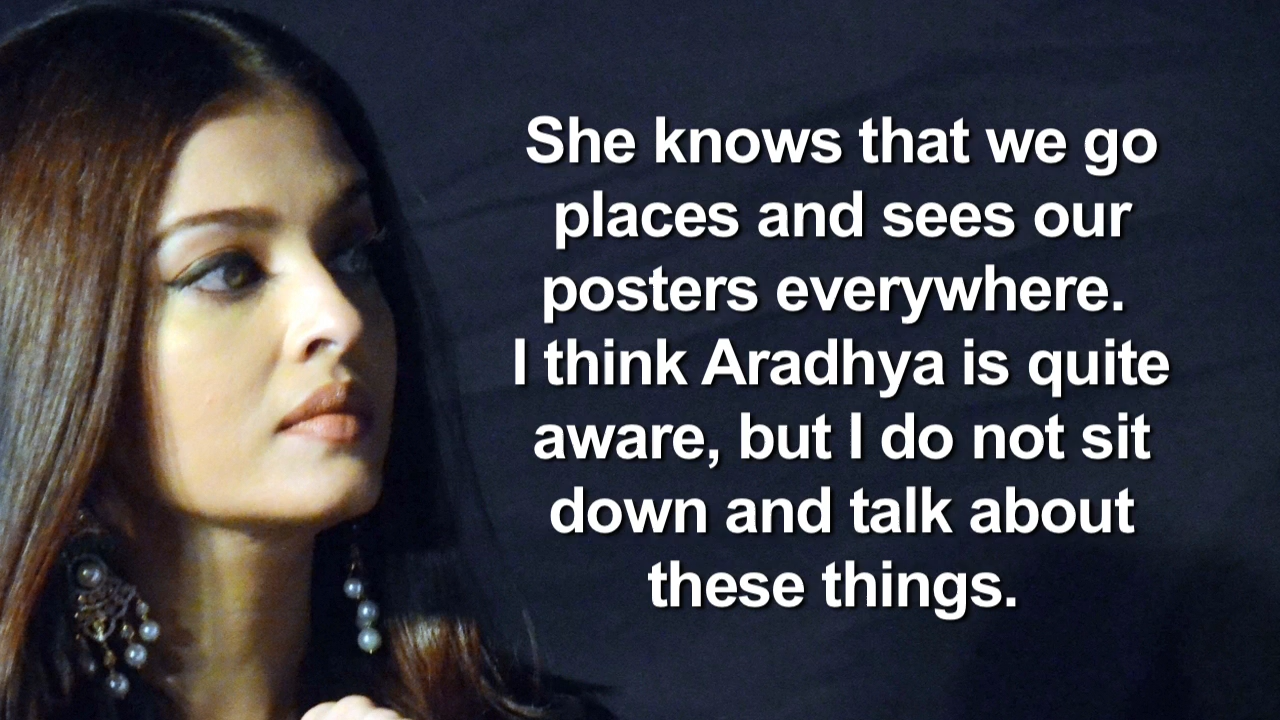 She knows that we go
places and sees our
posters everywhere.
I think Aradhya is quite
aware, but I do not sit
down and talk about
these things.